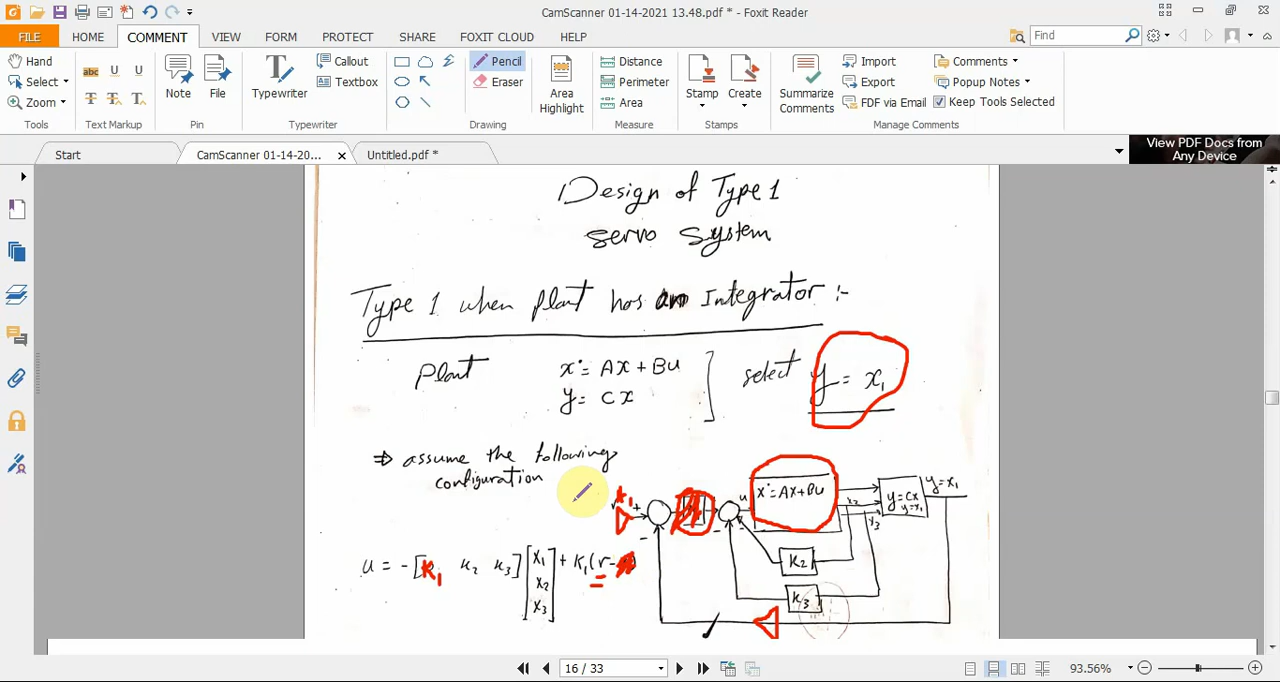 CamScanner 01-14-2021 13.48.pdf * - Foxit Reader
FILE HOME COMMENT VIEW FORM PROTECT SHARE FOXIT CLOUD HELP Find
Hand Callout Pencil Distance Import Comments
Select Note File Typewriter Textbox Eraser Area Highlight Perimeter Stamp Create Summarize Comments Export Popup Notes
Zoom Area FDF via Email Keep Tools Selected
Tools Text Markup Pin Typewriter Drawing Measure Stamps Manage Comments
Start CamScanner 01-14-20... Untitled.pdf * View PDF Docs from Any Device
Design of Type 1
servo system
Type 1 when plant has an Integrator :-
Plant x˙ = Ax + Bu select y = x1
y = Cx
⇒ assume the following
configuration
k1 + u x˙ = Ax + Bu x2 x3 y = Cx y = x1 y = x1
K2
K3
u = - [k1 k2 k3] [x1 x2 x3] + K1(r-
16 / 33 93.56%